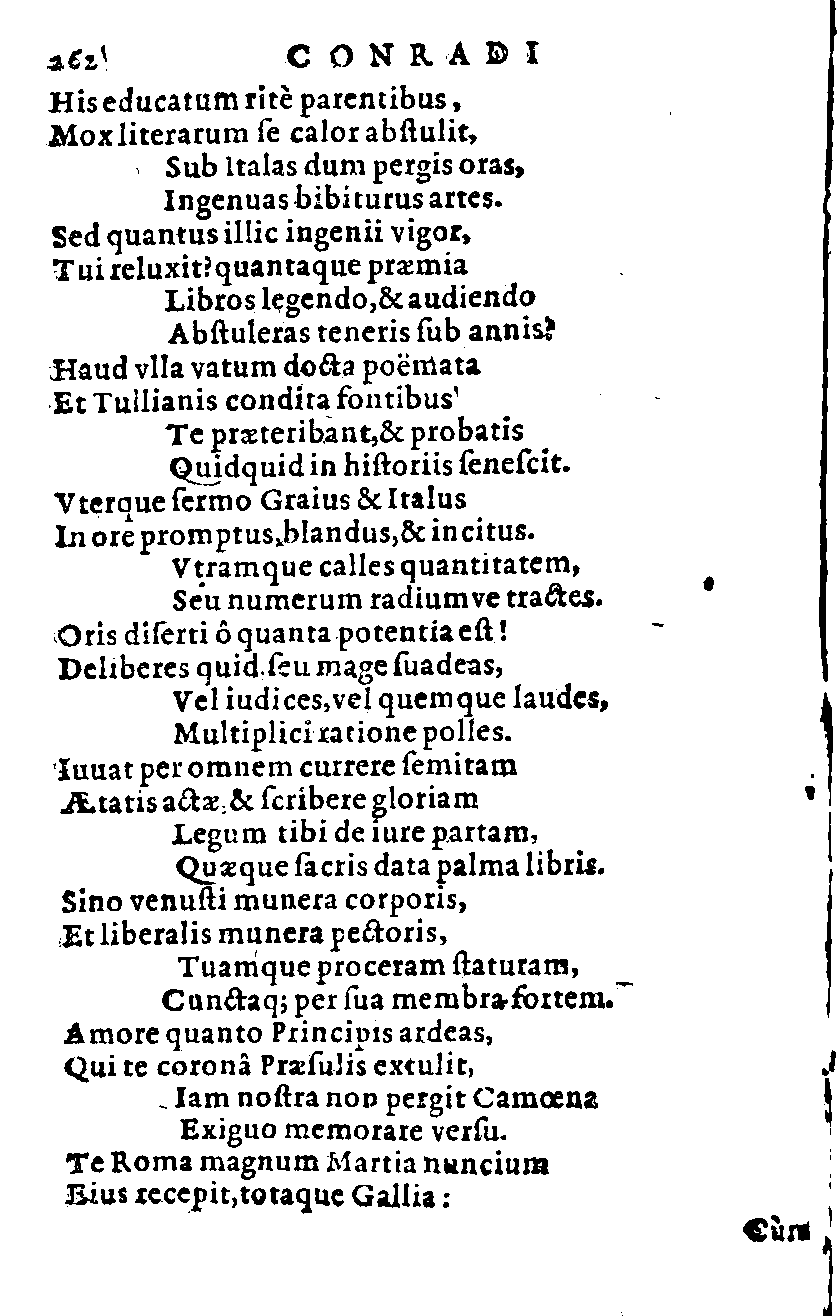 262 CONRADI
His educatum ritè parentibus,
Mox literarum ſe calor abſtulit,
Sub Italas dum pergis oras,
Ingenuas bibiturus artes.
Sed quantus illic ingenii vigor,
Tui reluxit? quantaque præmia
Libros lęgendo,& audiendo
Abſtuleras teneris ſub annis?
Haud vlla vatum docta poëmata
Et Tullianis condita fontibus
Te præteribant,& probatis
Quidquid in hiſtoriis ſeneſcit.
Vterque ſermo Graius & Italus
In ore promptus,blandus,& incitus.
Vtramque calles quantitatem,
Seu numerum radiumve tractes.
Oris diſerti ô quanta potentia eſt!
Deliberes quid ſeu mage ſuadeas,
Vel iudices,vel quemque laudes,
Multiplici ratione polles.
Iuuat per omnem currere ſemitam
Ætatis actæ,& ſcribere gloriam
Legum tibi de iure partam,
Quæque ſacris data palma libris.
Sino venuſti munera corporis,
Et liberalis munera pectoris,
Tuamque proceram ſtaturam,
Cunctaq; per ſua membra fortem.
Amore quanto Principis ardeas,
Qui te coronâ Præſulis extulit,
Iam noſtra non pergit Camœna
Exiguo memorare verſu.
Te Roma magnum Martia nuncium
Eius recepit,totaque Gallia:
Cùm